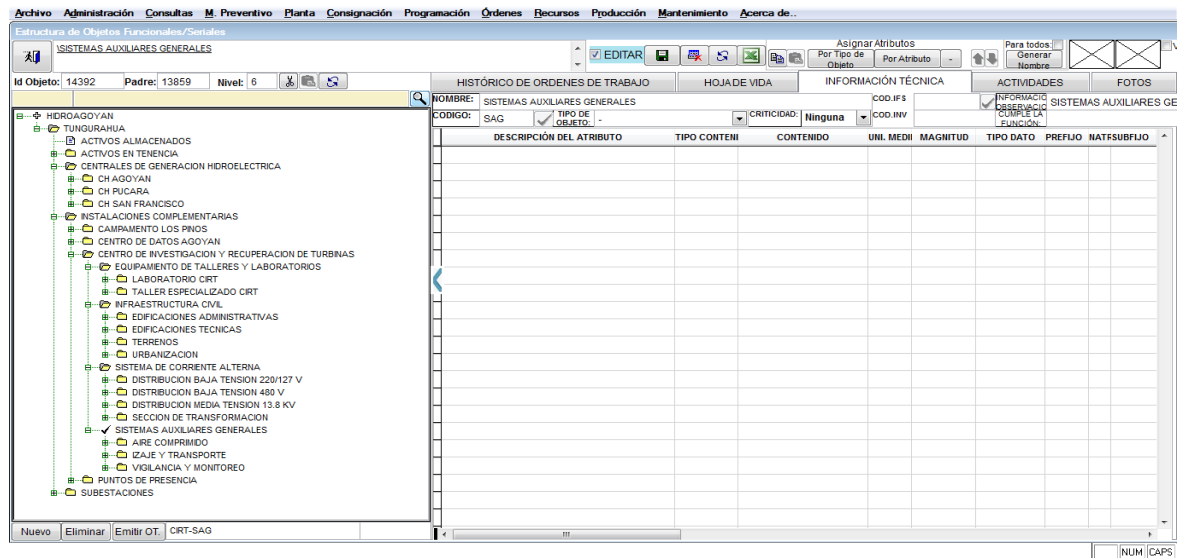 Archivo Administración Consultas M. Preventivo Planta Consignación Programación Órdenes Recursos Producción Mantenimiento Acerca de..
Estructura de Objetos Funcionales/Seriales
\SISTEMAS AUXILIARES GENERALES
EDITAR
Asignar Atributos
Por Tipo de Objeto
Por Atributo
-
Para todos:
Generar Nombre
V
Id Objeto: 14392 Padre: 13859 Nivel: 6
HISTÓRICO DE ORDENES DE TRABAJO HOJA DE VIDA INFORMACIÓN TÉCNICA ACTIVIDADES FOTOS
NOMBRE: SISTEMAS AUXILIARES GENERALES COD.IFS INFORMACIO OBSERVACIO SISTEMAS AUXILIARES GE
CODIGO: SAG TIPO DE OBJETO: - CRITICIDAD: Ninguna COD.INV CUMPLE LA FUNCIÓN:
DESCRIPCIÓN DEL ATRIBUTO TIPO CONTENI CONTENIDO UNI. MEDII MAGNITUD TIPO DATO PREFIJO NATF SUBFIJO
HIDROAGOYAN
TUNGURAHUA
ACTIVOS ALMACENADOS
ACTIVOS EN TENENCIA
CENTRALES DE GENERACION HIDROELECTRICA
CH AGOYAN
CH PUCARA
CH SAN FRANCISCO
INSTALACIONES COMPLEMENTARIAS
CAMPAMENTO LOS PINOS
CENTRO DE DATOS AGOYAN
CENTRO DE INVESTIGACION Y RECUPERACION DE TURBINAS
EQUIPAMIENTO DE TALLERES Y LABORATORIOS
LABORATORIO CIRT
TALLER ESPECIALIZADO CIRT
INFRAESTRUCTURA CIVIL
EDIFICACIONES ADMINISTRATIVAS
EDIFICACIONES TECNICAS
TERRENOS
URBANIZACION
SISTEMA DE CORRIENTE ALTERNA
DISTRIBUCION BAJA TENSION 220/127 V
DISTRIBUCION BAJA TENSION 480 V
DISTRIBUCION MEDIA TENSION 13.8 KV
SECCION DE TRANSFORMACION
SISTEMAS AUXILIARES GENERALES
AIRE COMPRIMIDO
IZAJE Y TRANSPORTE
VIGILANCIA Y MONITOREO
PUNTOS DE PRESENCIA
SUBESTACIONES
Nuevo Eliminar Emitir OT. CIRT-SAG
NUM CAPS